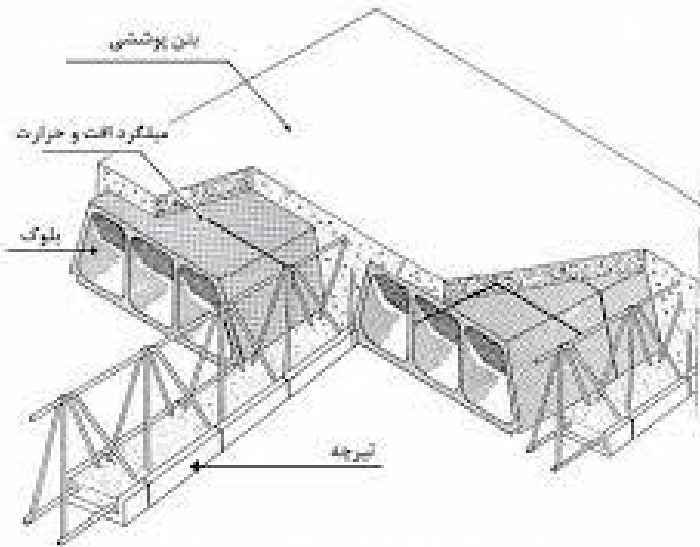 بتن پوششی
میلگرد افت و حرارت
بلوک
تیرچه